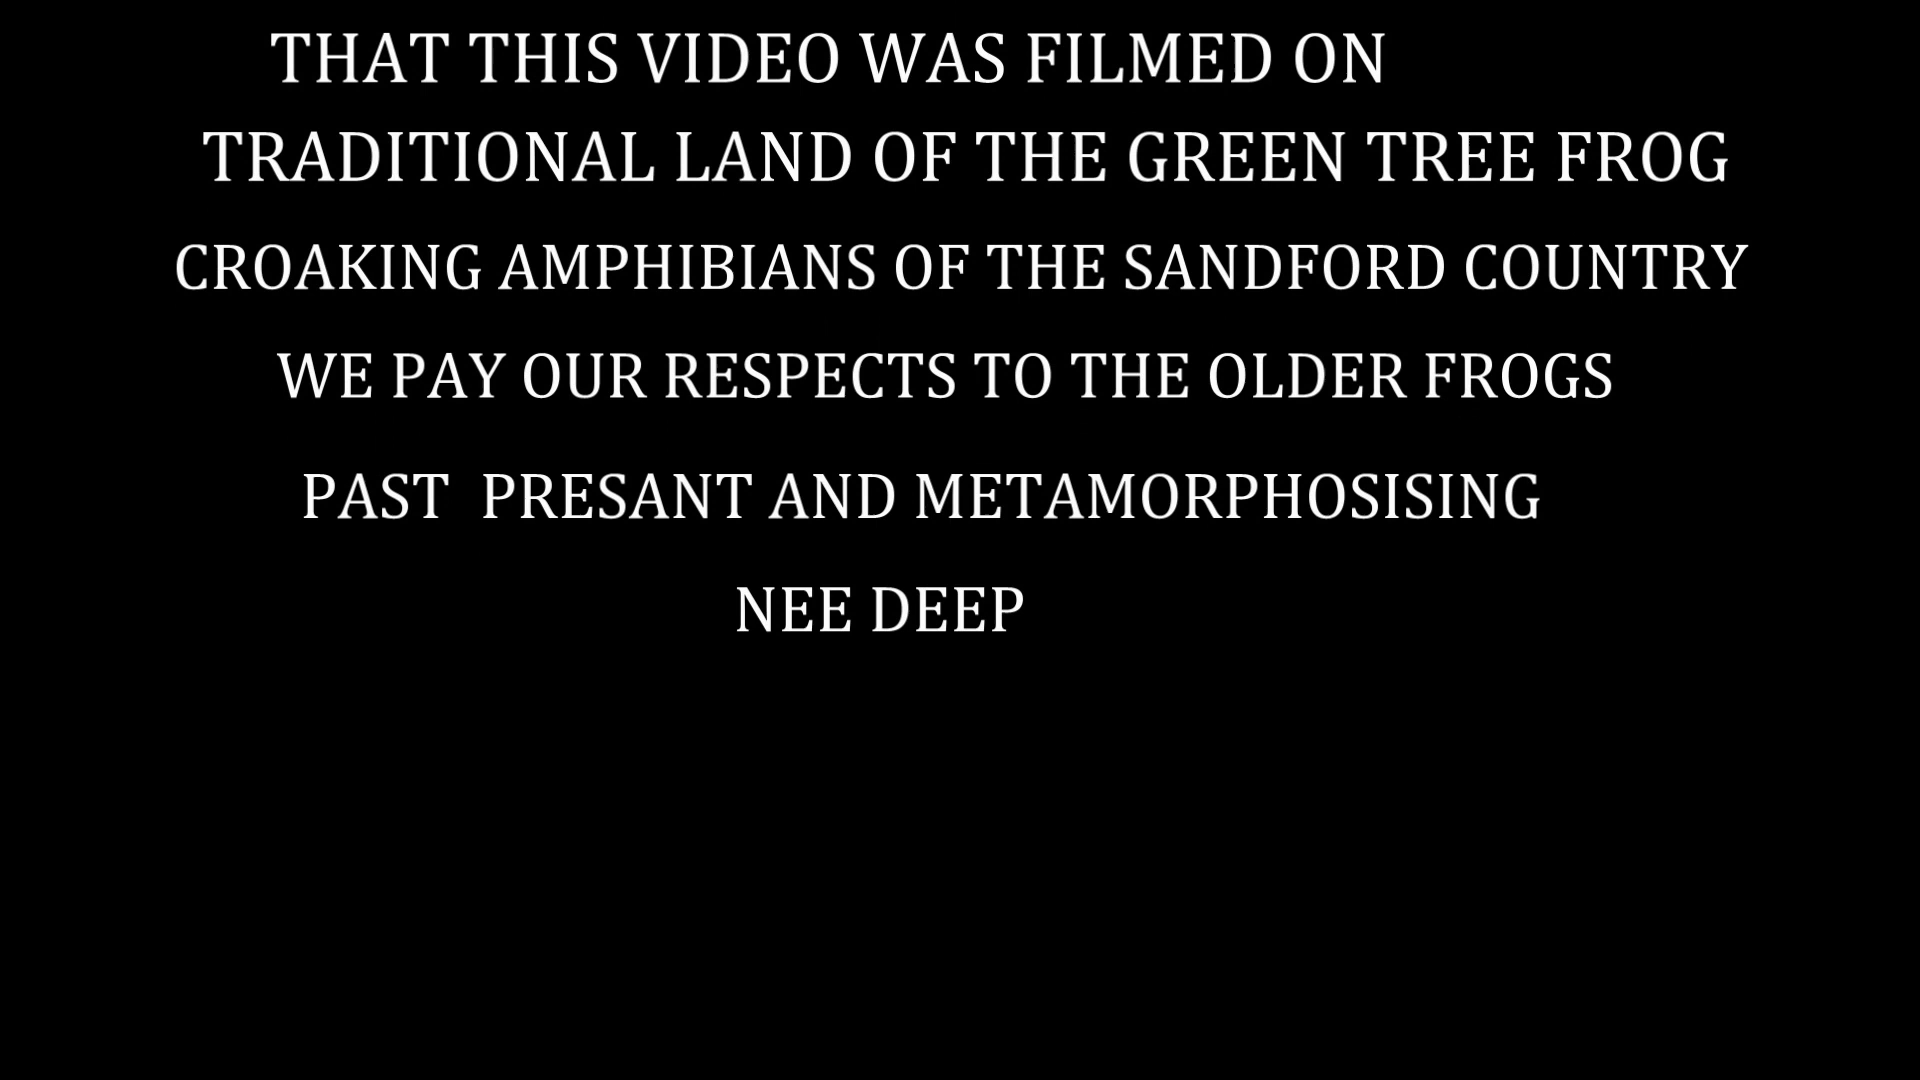 THAT THIS VIDEO WAS FILMED ON
TRADITIONAL LAND OF THE GREEN TREE FROG
CROAKING AMPHIBIANS OF THE SANDFORD COUNTRY
WE PAY OUR RESPECTS TO THE OLDER FROGS
PAST  PRESANT AND METAMORPHOSISING
NEE DEEP